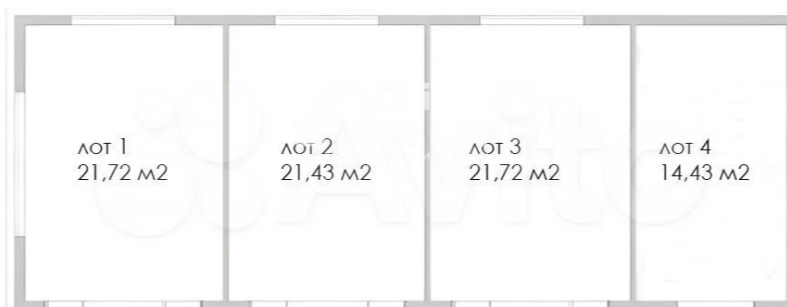 лот 1
21,72 м2
лот 2
21,43 м2
лот 3
21,72 м2
лот 4
14,43 м2
Avito